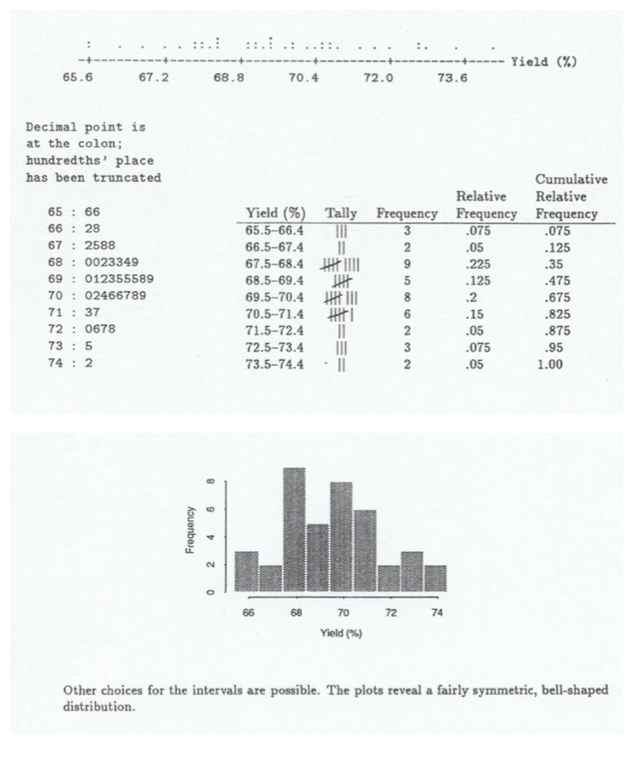 Yield (%)
65.6 67.2 68.8 70.4 72.0 73.6
Decimal point is
at the colon;
hundredths' place
has been truncated
65 : 66
66 : 28
67 : 2588
68 : 0023349
69 : 012355589
70 : 02466789
71 : 37
72 : 0678
73 : 5
74 : 2
Cumulative
Relative Relative
Yield (%) Tally Frequency Frequency Frequency
65.5–66.4 ||| 3 .075 .075
66.5–67.4 || 2 .05 .125
67.5–68.4 |||| |||| 9 .225 .35
68.5–69.4 |||| 5 .125 .475
69.5–70.4 |||| ||| 8 .2 .675
70.5–71.4 |||| | 6 .15 .825
71.5–72.4 || 2 .05 .875
72.5–73.4 ||| 3 .075 .95
73.5–74.4 || 2 .05 1.00
Frequency
8
6
4
2
0
66 68 70 72 74
Yield (%)
Other choices for the intervals are possible. The plots reveal a fairly symmetric, bell-shaped
distribution.